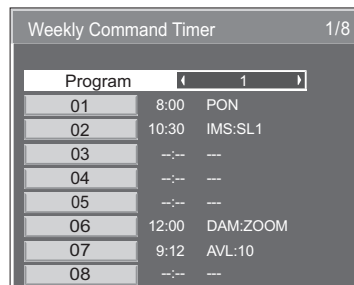 Weekly Command Timer 1/8
Program 1
01 8:00 PON
02 10:30 IMS:SL1
03 --:-- ---
04 --:-- ---
05 --:-- ---
06 12:00 DAM:ZOOM
07 9:12 AVL:10
08 --:-- ---